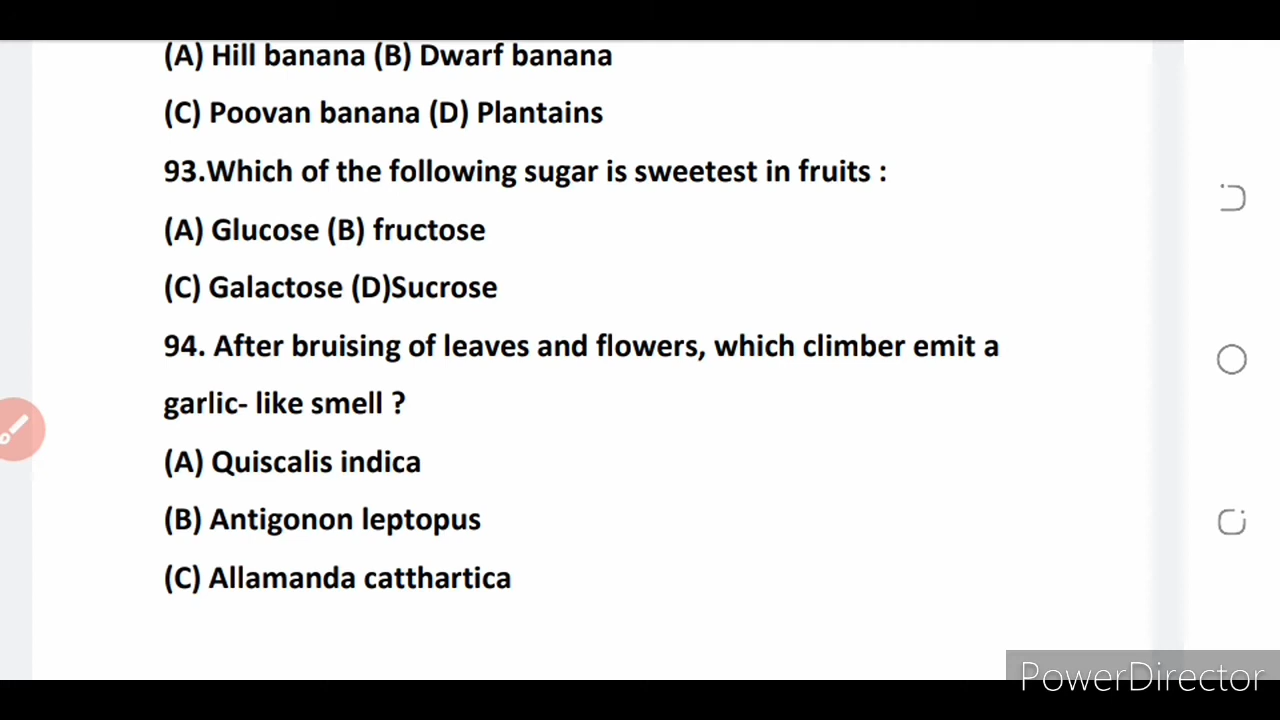 (A) Hill banana (B) Dwarf banana
(C) Poovan banana (D) Plantains
93.Which of the following sugar is sweetest in fruits :
(A) Glucose (B) fructose
(C) Galactose (D)Sucrose
94. After bruising of leaves and flowers, which climber emit a
garlic- like smell ?
(A) Quiscalis indica
(B) Antigonon leptopus
(C) Allamanda catthartica
PowerDirector